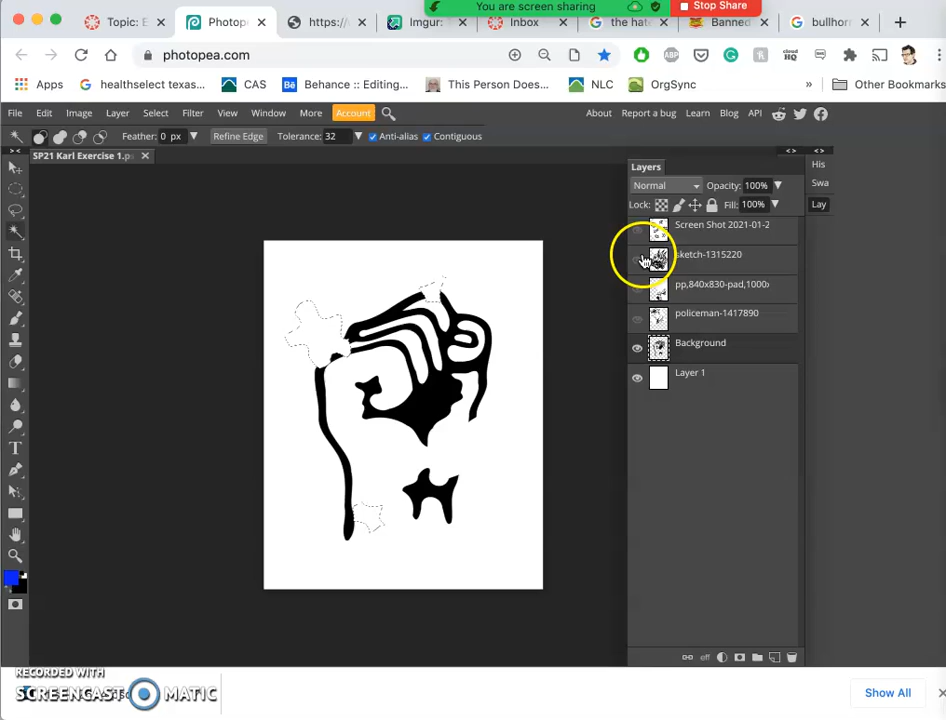 You are screen sharing Stop Share
Topic: E Photop https:/ Imgur: Inbox the hat Banned bullhor
photopea.com
Apps healthselect texas... CAS Behance :: Editing... This Person Does... NLC OrgSync » Other Bookmarks
File Edit Image Layer Select Filter View Window More Account About Report a bug Learn Blog API
Feather: 0 px Refine Edge Tolerance: 32 Anti-alias Contiguous
SP21 Karl Exercise 1.ps
Layers
His
Normal Opacity: 100%
Swa
Lock: Fill: 100%
Lay
Screen Shot 2021-01-2
sketch-1315220
pp,840x830-pad,1000x
policeman-1417890
Background
Layer 1
eff
RECORDED WITH
SCREENCAST MATIC
Show All